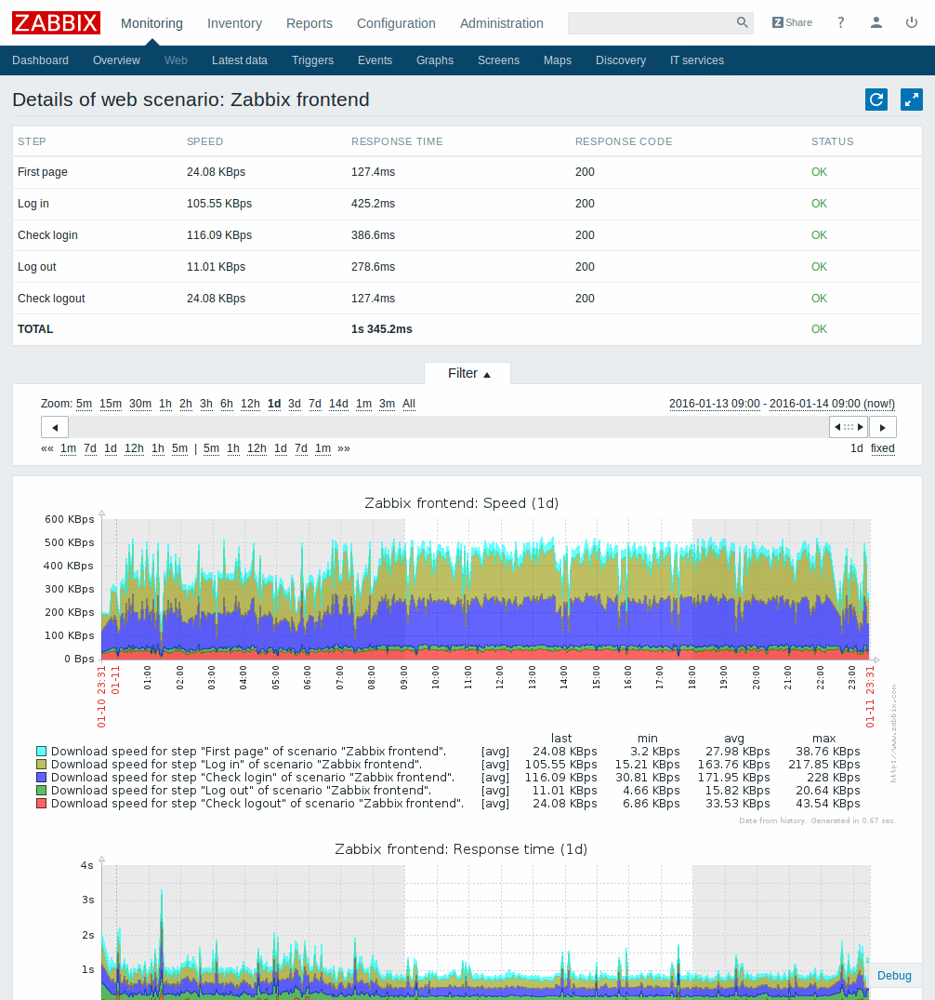 ZABBIX Monitoring Inventory Reports Configuration Administration Z Share ?
Dashboard Overview Web Latest data Triggers Events Graphs Screens Maps Discovery IT services
Details of web scenario: Zabbix frontend
STEP SPEED RESPONSE TIME RESPONSE CODE STATUS
First page 24.08 KBps 127.4ms 200 OK
Log in 105.55 KBps 425.2ms 200 OK
Check login 116.09 KBps 386.6ms 200 OK
Log out 11.01 KBps 278.6ms 200 OK
Check logout 24.08 KBps 127.4ms 200 OK
TOTAL 1s 345.2ms OK
Filter ▲
Zoom: 5m 15m 30m 1h 2h 3h 6h 12h 1d 3d 7d 14d 1m 3m All 2016-01-13 09:00 - 2016-01-14 09:00 (now!)
«« 1m 7d 1d 12h 1h 5m | 5m 1h 12h 1d 7d 1m »» 1d fixed
Zabbix frontend: Speed (1d)
600 KBps
500 KBps
400 KBps
300 KBps
200 KBps
100 KBps
0 Bps
01-10 23:31 01-11 01:00 02:00 03:00 04:00 05:00 06:00 07:00 08:00 09:00 10:00 11:00 12:00 13:00 14:00 15:00 16:00 17:00 18:00 19:00 20:00 21:00 22:00 23:00 01-11 23:31
http://www.zabbix.com
last min avg max
Download speed for step "First page" of scenario "Zabbix frontend". [avg] 24.08 KBps 3.2 KBps 27.98 KBps 38.76 KBps
Download speed for step "Log in" of scenario "Zabbix frontend". [avg] 105.55 KBps 15.21 KBps 163.76 KBps 217.85 KBps
Download speed for step "Check login" of scenario "Zabbix frontend". [avg] 116.09 KBps 30.81 KBps 171.95 KBps 228 KBps
Download speed for step "Log out" of scenario "Zabbix frontend". [avg] 11.01 KBps 4.66 KBps 15.82 KBps 20.64 KBps
Download speed for step "Check logout" of scenario "Zabbix frontend". [avg] 24.08 KBps 6.86 KBps 33.53 KBps 43.54 KBps
Data from history. Generated in 0.67 sec.
Zabbix frontend: Response time (1d)
4s
3s
2s
1s
Debug